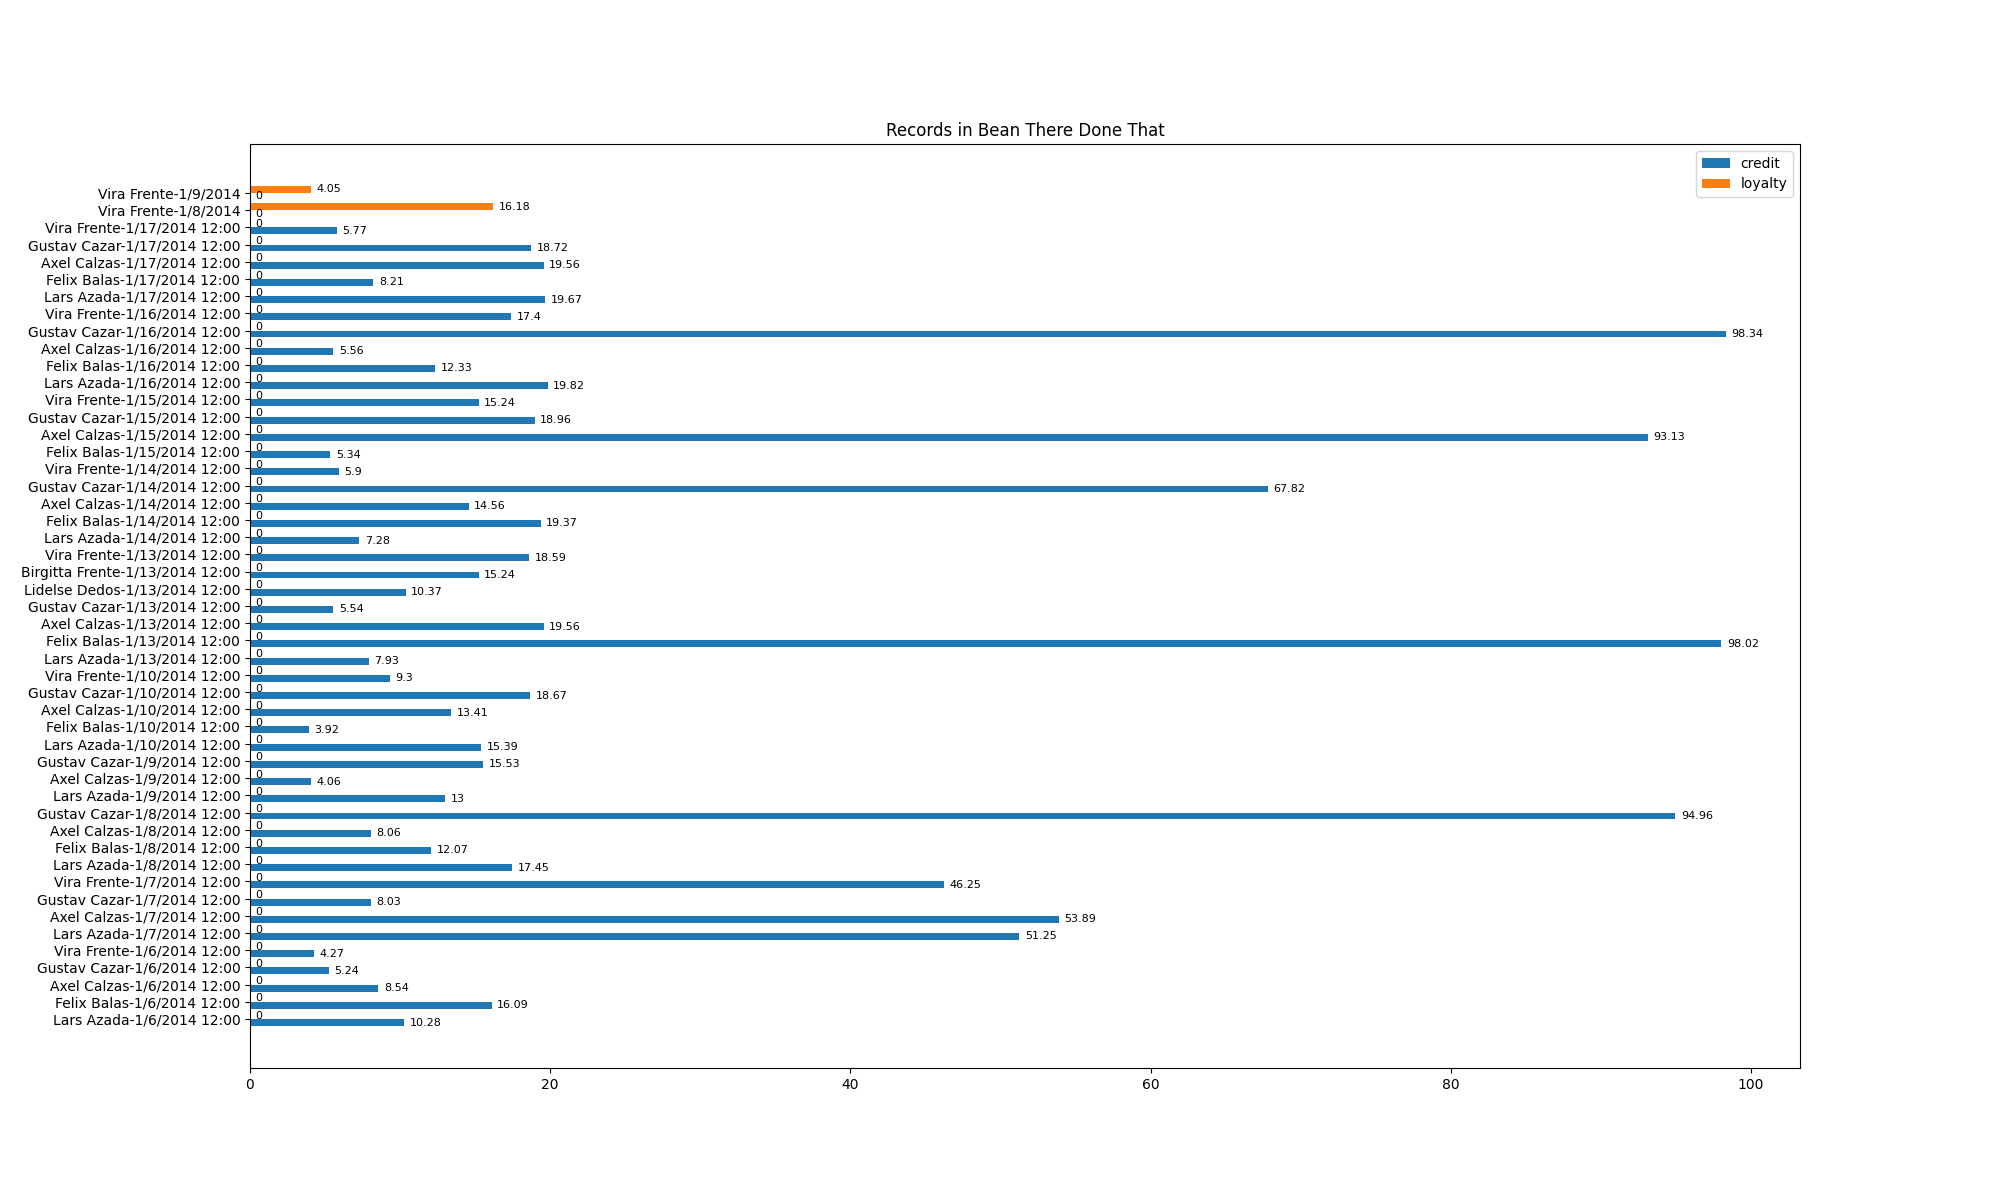 Records in Bean There Done That
credit
loyalty
Vira Frente-1/9/2014 4.05 0
Vira Frente-1/8/2014 16.18 0
Vira Frente-1/17/2014 12:00 0 5.77
Gustav Cazar-1/17/2014 12:00 0 18.72
Axel Calzas-1/17/2014 12:00 0 19.56
Felix Balas-1/17/2014 12:00 0 8.21
Lars Azada-1/17/2014 12:00 0 19.67
Vira Frente-1/16/2014 12:00 0 17.4
Gustav Cazar-1/16/2014 12:00 0 98.34
Axel Calzas-1/16/2014 12:00 0 5.56
Felix Balas-1/16/2014 12:00 0 12.33
Lars Azada-1/16/2014 12:00 0 19.82
Vira Frente-1/15/2014 12:00 0 15.24
Gustav Cazar-1/15/2014 12:00 0 18.96
Axel Calzas-1/15/2014 12:00 0 93.13
Felix Balas-1/15/2014 12:00 0 5.34
Vira Frente-1/14/2014 12:00 0 5.9
Gustav Cazar-1/14/2014 12:00 0 67.82
Axel Calzas-1/14/2014 12:00 0 14.56
Felix Balas-1/14/2014 12:00 0 19.37
Lars Azada-1/14/2014 12:00 0 7.28
Vira Frente-1/13/2014 12:00 0 18.59
Birgitta Frente-1/13/2014 12:00 0 15.24
Lidelse Dedos-1/13/2014 12:00 0 10.37
Gustav Cazar-1/13/2014 12:00 0 5.54
Axel Calzas-1/13/2014 12:00 0 19.56
Felix Balas-1/13/2014 12:00 0 98.02
Lars Azada-1/13/2014 12:00 0 7.93
Vira Frente-1/10/2014 12:00 0 9.3
Gustav Cazar-1/10/2014 12:00 0 18.67
Axel Calzas-1/10/2014 12:00 0 13.41
Felix Balas-1/10/2014 12:00 0 3.92
Lars Azada-1/10/2014 12:00 0 15.39
Gustav Cazar-1/9/2014 12:00 0 15.53
Axel Calzas-1/9/2014 12:00 0 4.06
Lars Azada-1/9/2014 12:00 0 13
Gustav Cazar-1/8/2014 12:00 0 94.96
Axel Calzas-1/8/2014 12:00 0 8.06
Felix Balas-1/8/2014 12:00 0 12.07
Lars Azada-1/8/2014 12:00 0 17.45
Vira Frente-1/7/2014 12:00 0 46.25
Gustav Cazar-1/7/2014 12:00 0 8.03
Axel Calzas-1/7/2014 12:00 0 53.89
Lars Azada-1/7/2014 12:00 0 51.25
Vira Frente-1/6/2014 12:00 0 4.27
Gustav Cazar-1/6/2014 12:00 0 5.24
Axel Calzas-1/6/2014 12:00 0 8.54
Felix Balas-1/6/2014 12:00 0 16.09
Lars Azada-1/6/2014 12:00 0 10.28
0 20 40 60 80 100